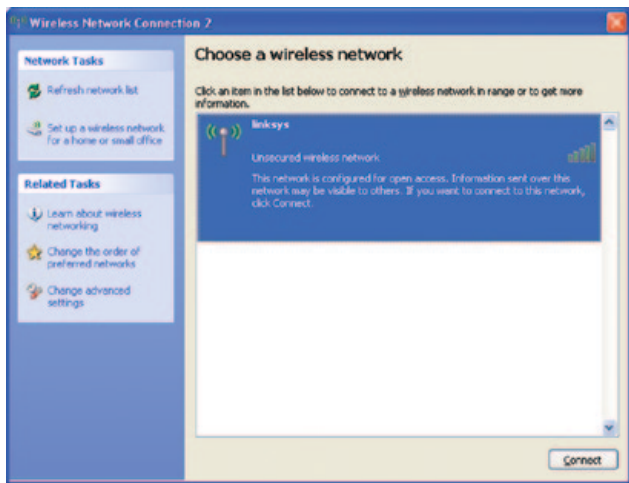 Wireless Network Connection 2
Network Tasks
Refresh network list
Set up a wireless network
for a home or small office
Related Tasks
Learn about wireless
networking
Change the order of
preferred networks
Change advanced
settings
Choose a wireless network
Click an item in the list below to connect to a wireless network in range or to get more
information.
linksys
Unsecured wireless network
This network is configured for open access. Information sent over this
network may be visible to others. If you want to connect to this network,
click Connect.
Connect